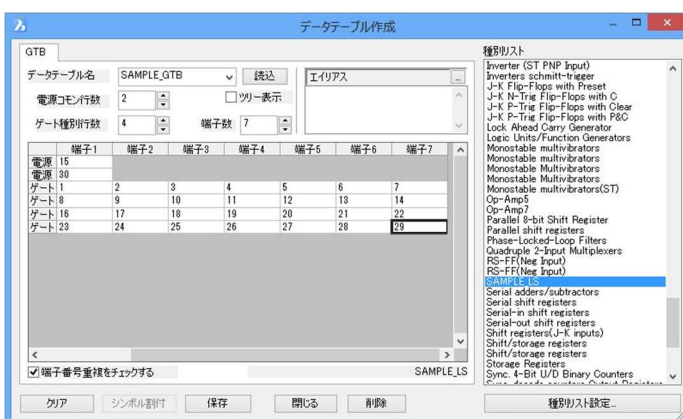 データテーブル作成
GTB
データテーブル名 SAMPLE_GTB 読込 エイリアス ...
電源コモン行数 2 ツリー表示
ゲート種別行数 4 端子数 7
端子1 端子2 端子3 端子4 端子5 端子6 端子7
電源 15
電源 30
ゲート 1 2 3 4 5 6 7
ゲート 8 9 10 11 12 13 14
ゲート 16 17 18 19 20 21 22
ゲート 23 24 25 26 27 28 29
端子番号重複をチェックする SAMPLE_LS
クリア シンボル割付 保存 閉じる 削除
種別リスト
Inverter (ST PNP Input)
Inverters schmitt-trigger
J-K Flip-Flops with Preset
J-K N-Trig Flip-Flops with C
J-K P-Trig Flip-Flops with Clear
J-K P-Trig Flip-Flops with P&C
Lock Ahead Carry Generator
Logic Units/Function Generators
Monostable multivibrators
Monostable multivibrators
Monostable Multivibrators
Monostable Multivibrators
Monostable multivibrators(ST)
Op-Amp5
Op-Amp7
Parallel 8-bit Shift Register
Parallel shift registers
Phase-Locked-Loop Filters
Quadruple 2-Input Multiplexers
RS-FF(Neg Input)
RS-FF(Neg Input)
SAMPLE_LS
Serial adders/subtractors
Serial shift registers
Serial-in shift registers
Serial-out shift registers
Shift registers(J-K inputs)
Shift/storage registers
Shift/storage registers
Storage Registers
Sync. 4-Bit U/D Binary Counters
種別リスト設定...